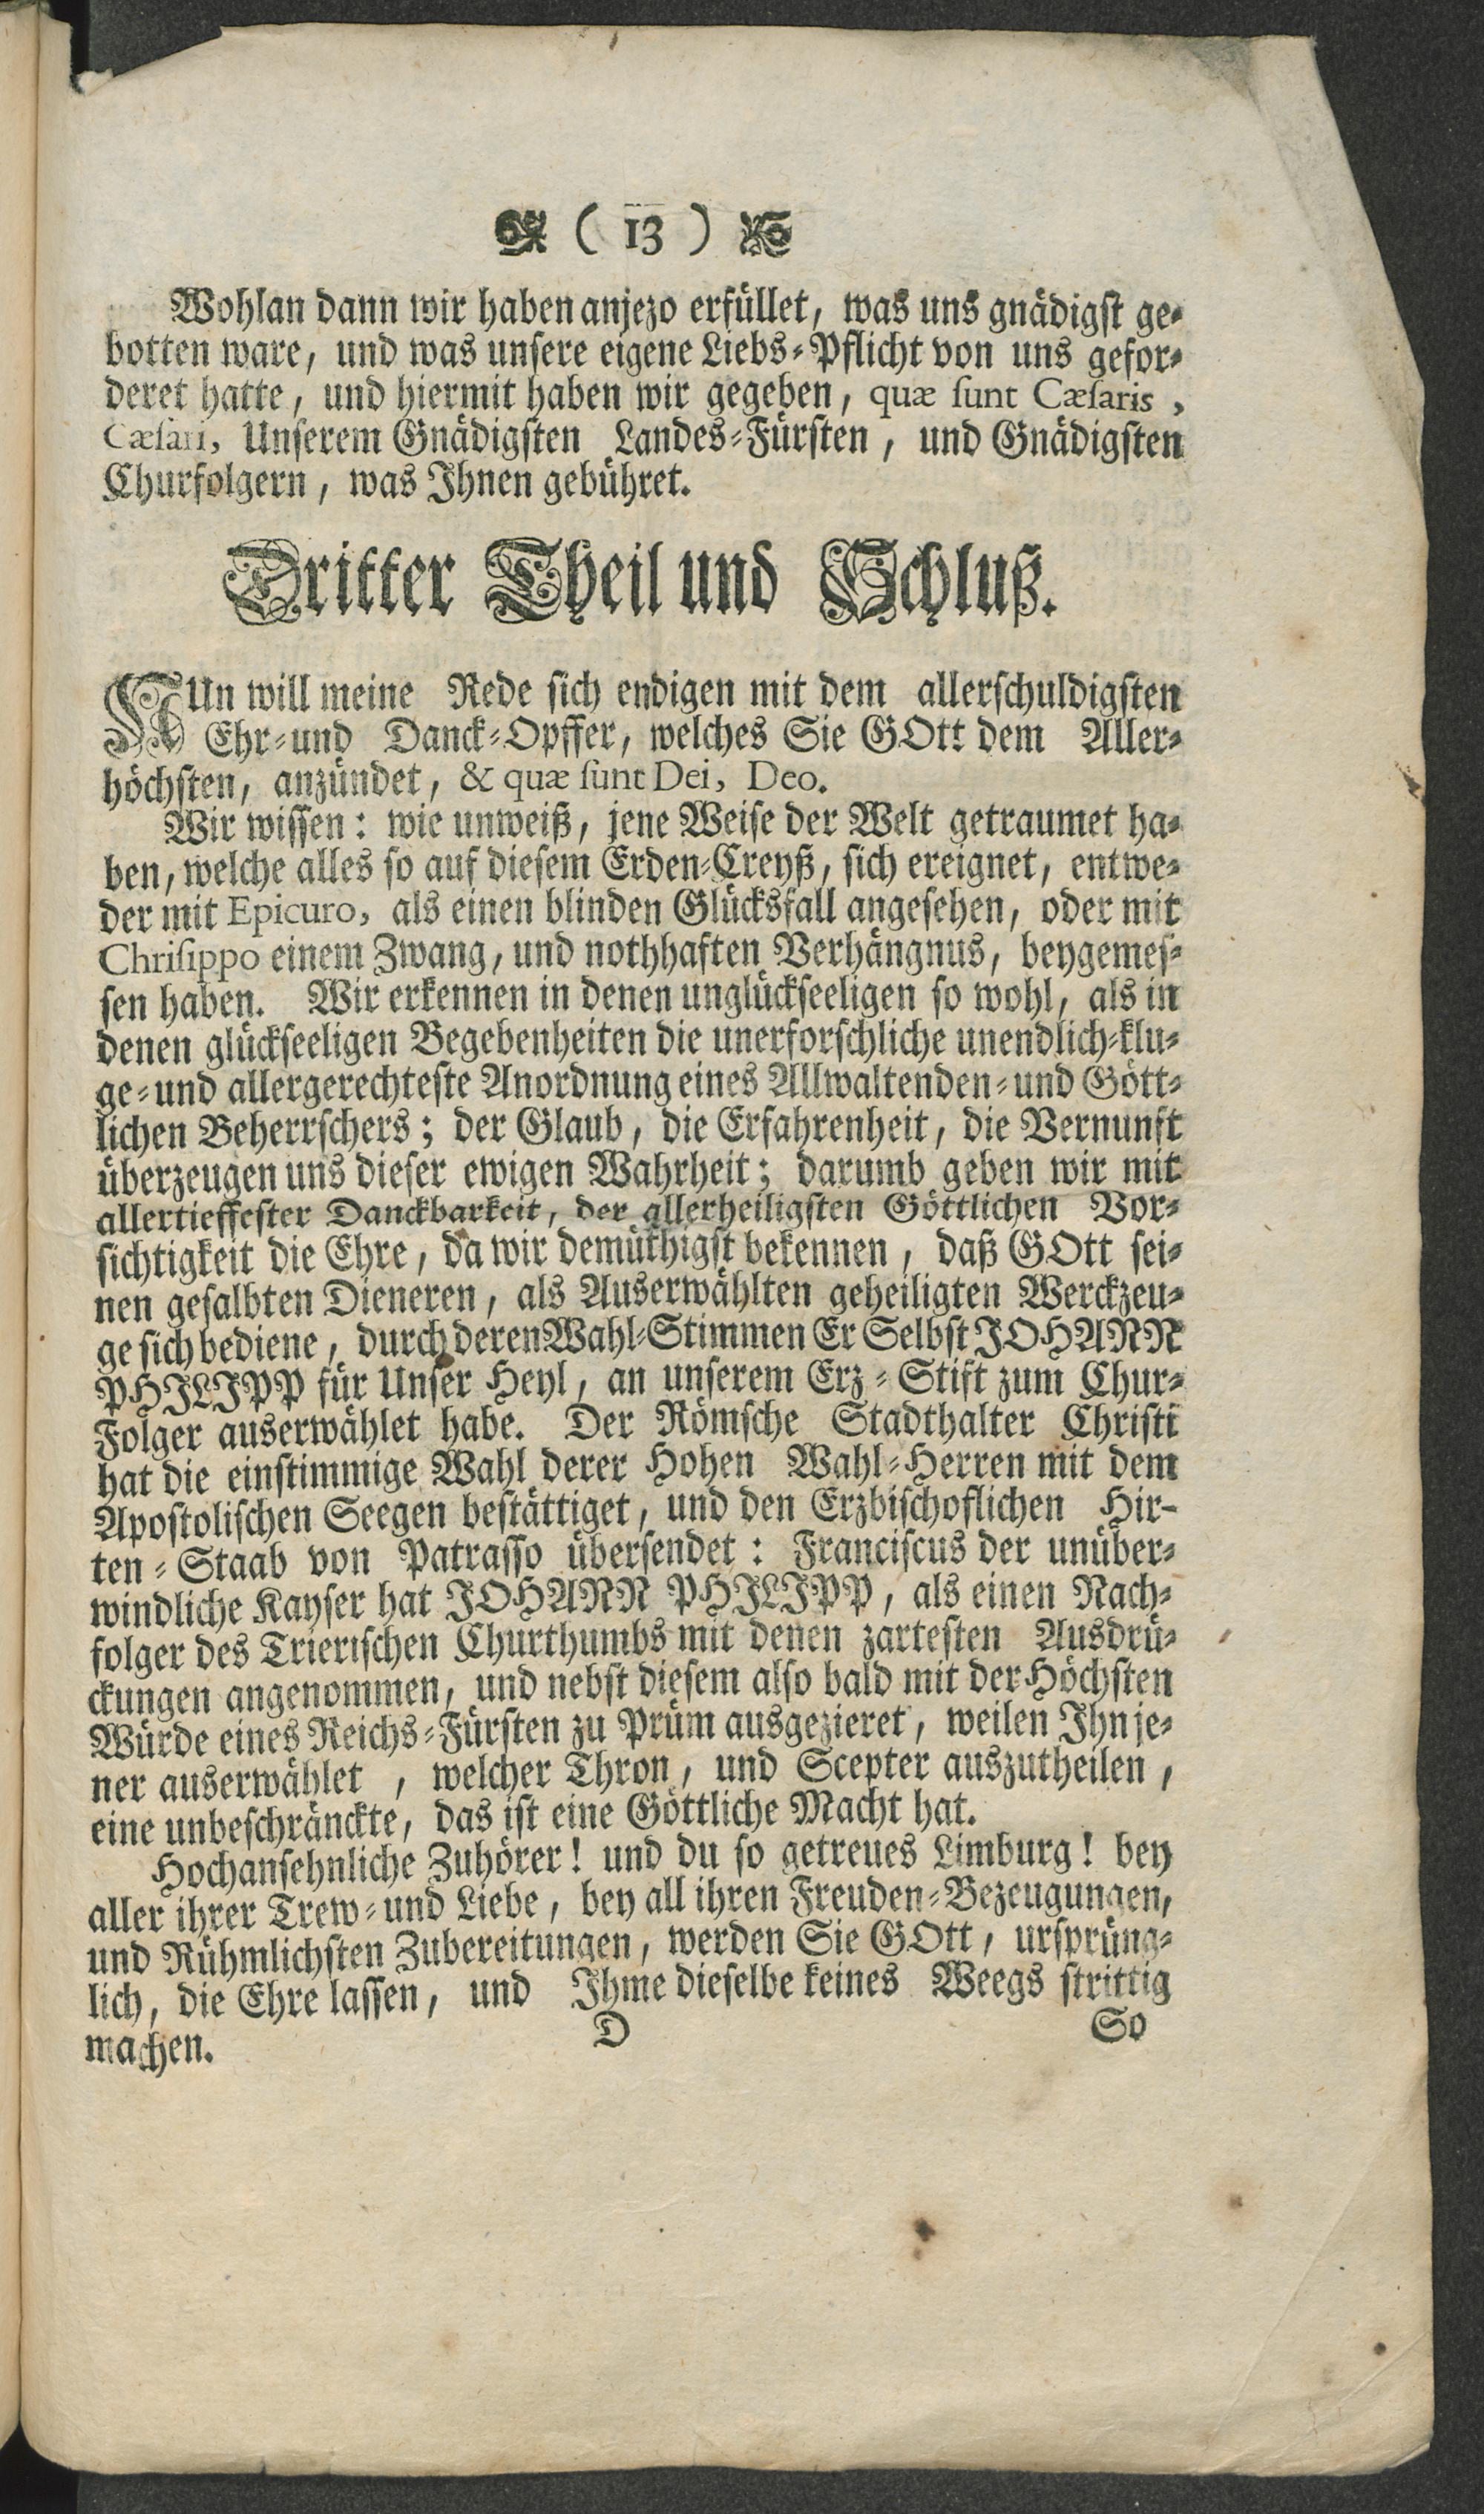 ( 13 )
Wohlan dann wir haben anjezo erfüllet, was uns gnädigst ge-
botten ware, und was unsere eigene Liebs-Pflicht von uns gefor-
deret hatte, und hiermit haben wir gegeben, quæ sunt Cæsaris,
Cæsari, Unserem Gnädigsten Landes-Fürsten, und Gnädigsten
Churfolgern, was Ihnen gebühret.
Dritter Theil und Schluß.
NUn will meine Rede sich endigen mit dem allerschuldigsten
Ehr-und Danck-Opffer, welches Sie GOtt dem Aller-
höchsten, anzündet, & quæ sunt Dei, Deo.
Wir wissen: wie unweiß, jene Weise der Welt getraumet ha-
ben, welche alles so auf diesem Erden-Creyß, sich ereignet, entwe-
der mit Epicuro, als einen blinden Glücksfall angesehen, oder mit
Chrisippo einem Zwang, und nothhaften Verhängnus, beygemes-
sen haben. Wir erkennen in denen unglückseeligen so wohl, als in
denen glückseeligen Begebenheiten die unerforschliche unendlich-klu-
ge-und allergerechteste Anordnung eines Allwaltenden-und Gött-
lichen Beherrschers; der Glaub, die Erfahrenheit, die Vernunft
überzeugen uns dieser ewigen Wahrheit; darumb geben wir mit
allertieffester Danckbarkeit, der allerheiligsten Göttlichen Vor-
sichtigkeit die Ehre, da wir demüthigst bekennen, daß GOtt sei-
nen gesalbten Dieneren, als Auserwählten geheiligten Werckzeu-
ge sich bediene, durch deren Wahl-Stimmen Er Selbst JOHANN
PHILIPP für Unser Heyl, an unserem Erz-Stift zum Chur-
Folger auserwählet habe. Der Römsche Stadthalter Christi
hat die einstimmige Wahl derer Hohen Wahl-Herren mit dem
Apostolischen Seegen bestättiget, und den Erzbischoflichen Hir-
ten-Staab von Patrasso übersendet: Franciscus der unüber-
windliche Kayser hat JOHANN PHILIPP, als einen Nach-
folger des Trierischen Churthumbs mit denen zartesten Ausdrü-
ckungen angenommen, und nebst diesem also bald mit der Höchsten
Würde eines Reichs-Fürsten zu Prüm ausgezieret, weilen Ihn je-
ner auserwählet, welcher Thron, und Scepter auszutheilen,
eine unbeschränckte, das ist eine Göttliche Macht hat.
Hochansehnliche Zuhörer! und du so getreues Limburg! bey
aller ihrer Trew-und Liebe, bey all ihren Freuden-Bezeugungen,
und Rühmlichsten Zubereitungen, werden Sie GOtt, ursprüng-
lich, die Ehre lassen, und Ihme dieselbe keines Weegs strittig
machen.
D So